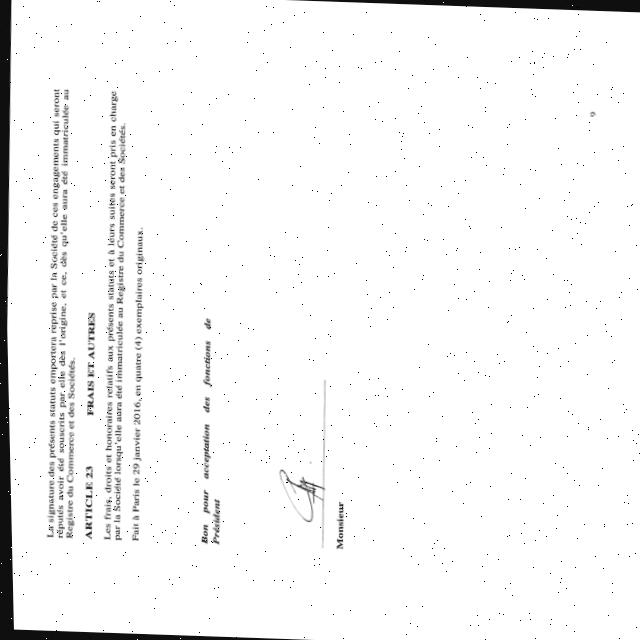 La signature des présents statuts emportera reprise par la Société de ces engagements qui seront
réputés avoir été souscrits par elle dès l'origine, et ce, dès qu'elle aura été immatriculée au
Registre du Commerce et des Sociétés.
ARTICLE 23 FRAIS ET AUTRES
Les frais, droits et honoraires relatifs aux présents statuts et à leurs suites seront pris en charge
par la Société lorsqu'elle aura été immatriculée au Registre du Commerce et des Sociétés.
Fait à Paris le 29 janvier 2016, en quatre (4) exemplaires originaux.
Bon pour acceptation des fonctions de
Président
Monsieur
9